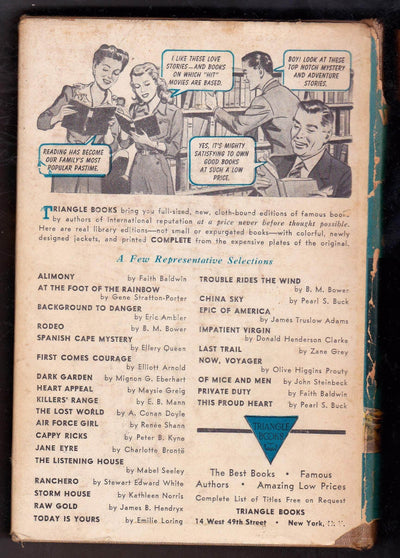 I LIKE THESE LOVE
STORIES—AND BOOKS
ON WHICH "HIT"
MOVIES ARE BASED.
BOY! LOOK AT THESE
TOP NOTCH MYSTERY
AND ADVENTURE
STORIES.
READING HAS BECOME
OUR FAMILY'S MOST
POPULAR PASTIME.
YES, IT'S MIGHTY
SATISFYING TO OWN
GOOD BOOKS
AT SUCH A LOW
PRICE.
TRIANGLE BOOKS bring you full-sized, new, cloth-bound editions of famous books
by authors of international reputation at a price never before thought possible.
Here are real library editions—not small or expurgated books—with colorful, newly
designed jackets, and printed COMPLETE from the expensive plates of the original.
A Few Representative Selections
ALIMONY by Faith Baldwin
AT THE FOOT OF THE RAINBOW
by Gene Stratton-Porter
BACKGROUND TO DANGER
by Eric Ambler
RODEO by B. M. Bower
SPANISH CAPE MYSTERY
by Ellery Queen
FIRST COMES COURAGE
by Elliott Arnold
DARK GARDEN by Mignon G. Eberhart
HEART APPEAL by Maysie Greig
KILLERS' RANGE by E. B. Mann
THE LOST WORLD by A. Conan Doyle
AIR FORCE GIRL by Renée Shann
CAPPY RICKS by Peter B. Kyne
JANE EYRE by Charlotte Brontë
THE LISTENING HOUSE
by Mabel Seeley
RANCHERO by Stewart Edward White
STORM HOUSE by Kathleen Norris
RAW GOLD by James B. Hendryx
TODAY IS YOURS by Emilie Loring
TROUBLE RIDES THE WIND
by B. M. Bower
CHINA SKY by Pearl S. Buck
EPIC OF AMERICA
by James Truslow Adams
IMPATIENT VIRGIN
by Donald Henderson Clarke
LAST TRAIL by Zane Grey
NOW, VOYAGER
by Olive Higgins Prouty
OF MICE AND MEN by John Steinbeck
PRIVATE DUTY by Faith Baldwin
THIS PROUD HEART by Pearl S. Buck
TRIANGLE
BOOKS
The Best Books • Famous
Authors • Amazing Low Prices
Complete List of Titles Free on Request
TRIANGLE BOOKS
14 West 49th Street • New York, N. Y.